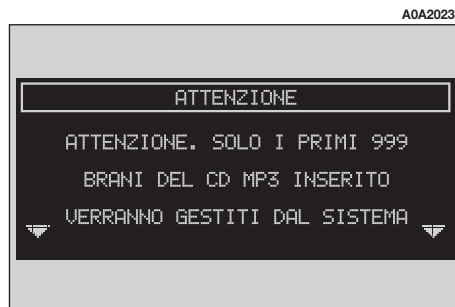 A0A2023
ATTENZIONE
ATTENZIONE. SOLO I PRIMI 999
BRANI DEL CD MP3 INSERITO
VERRANNO GESTITI DAL SISTEMA